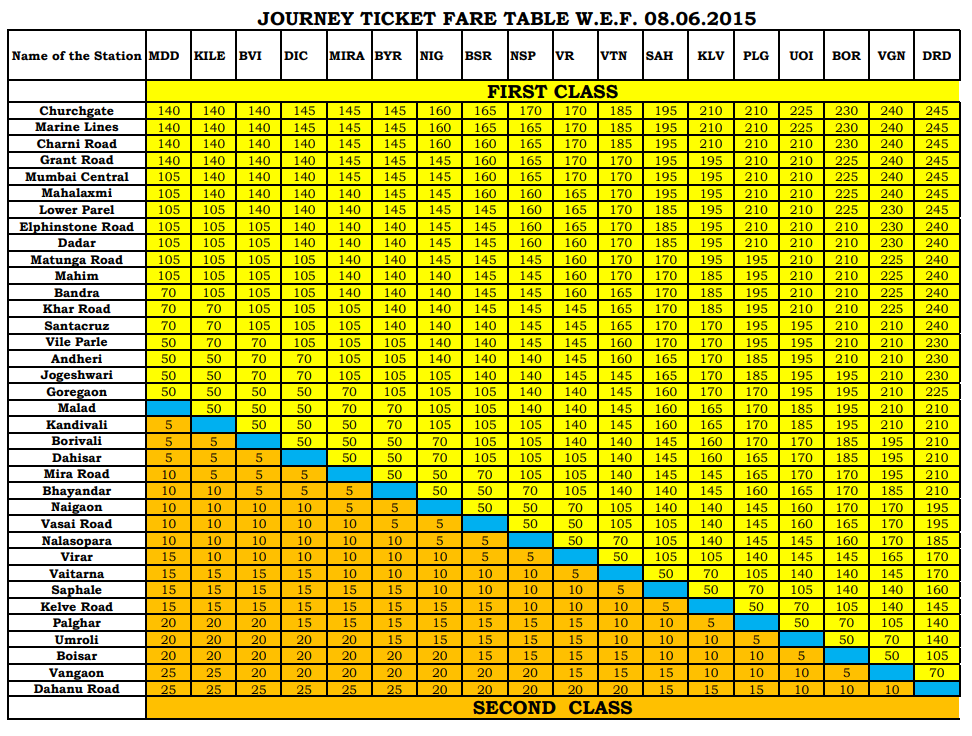 JOURNEY TICKET FARE TABLE W.E.F. 08.06.2015
Name of the Station MDD KILE BVI DIC MIRA BYR NIG BSR NSP VR VTN SAH KLV PLG UOI BOR VGN DRD
FIRST CLASS
Churchgate 140 140 140 145 145 145 160 165 170 170 185 195 210 210 225 230 240 245
Marine Lines 140 140 140 145 145 145 160 165 165 170 185 195 210 210 225 230 240 245
Charni Road 140 140 140 145 145 145 160 160 165 170 185 195 210 210 210 230 240 245
Grant Road 140 140 140 140 145 145 145 160 165 170 170 195 195 210 210 225 240 245
Mumbai Central 105 140 140 140 145 145 145 160 165 170 170 195 195 210 210 225 240 245
Mahalaxmi 105 140 140 140 140 145 145 160 160 165 170 195 195 210 210 225 240 245
Lower Parel 105 105 140 140 140 145 145 145 160 165 170 185 195 210 210 225 230 245
Elphinstone Road 105 105 105 140 140 140 145 145 160 165 170 185 195 210 210 210 230 240
Dadar 105 105 105 140 140 140 145 145 160 160 170 185 195 210 210 210 230 240
Matunga Road 105 105 105 105 140 140 145 145 145 160 170 170 195 195 210 210 225 240
Mahim 105 105 105 105 140 140 140 145 145 160 170 170 185 195 210 210 225 240
Bandra 70 105 105 105 140 140 140 145 145 160 165 170 185 195 210 210 225 240
Khar Road 70 70 105 105 105 140 140 145 145 145 165 170 185 195 210 210 225 240
Santacruz 70 70 105 105 105 140 140 140 145 145 165 170 170 195 195 210 210 240
Vile Parle 50 70 70 105 105 105 140 140 145 145 160 170 170 195 195 210 210 230
Andheri 50 50 70 70 105 105 140 140 140 145 160 165 170 185 195 210 210 230
Jogeshwari 50 50 70 70 105 105 105 140 140 145 145 165 170 185 195 195 210 230
Goregaon 50 50 50 50 70 105 105 105 140 140 145 160 170 170 195 195 210 225
Malad 50 50 50 70 70 105 105 140 140 145 160 165 170 185 195 210 210
Kandivali 5 50 50 50 70 105 105 105 140 145 160 165 170 185 195 210 210
Borivali 5 5 50 50 50 70 105 105 140 140 145 160 170 170 185 195 210
Dahisar 5 5 5 50 50 70 105 105 105 140 145 160 165 170 185 195 210
Mira Road 10 5 5 5 50 50 70 105 105 140 145 145 165 170 170 195 210
Bhayandar 10 10 5 5 5 50 50 70 105 140 140 145 160 165 170 185 210
Naigaon 10 10 10 10 5 5 50 50 70 105 140 140 145 160 170 170 195
Vasai Road 10 10 10 10 10 5 5 50 50 105 105 140 145 160 165 170 195
Nalasopara 10 10 10 10 10 10 5 5 50 70 105 140 145 145 160 170 185
Virar 15 10 10 10 10 10 10 5 5 50 105 105 140 145 145 165 170
Vaitarna 15 15 15 15 10 10 10 10 10 5 50 70 105 140 140 145 170
Saphale 15 15 15 15 15 15 10 10 10 10 5 50 70 105 140 140 160
Kelve Road 15 15 15 15 15 15 15 15 10 10 10 5 50 70 105 140 145
Palghar 20 20 20 15 15 15 15 15 15 15 10 10 5 50 70 105 140
Umroli 20 20 20 20 20 15 15 15 15 15 10 10 10 5 50 70 140
Boisar 20 20 20 20 20 20 20 15 15 15 15 10 10 10 5 50 105
Vangaon 25 25 20 20 20 20 20 20 20 15 15 15 10 10 10 5 70
Dahanu Road 25 25 25 25 25 25 20 20 20 20 20 15 15 15 10 10 10
SECOND CLASS